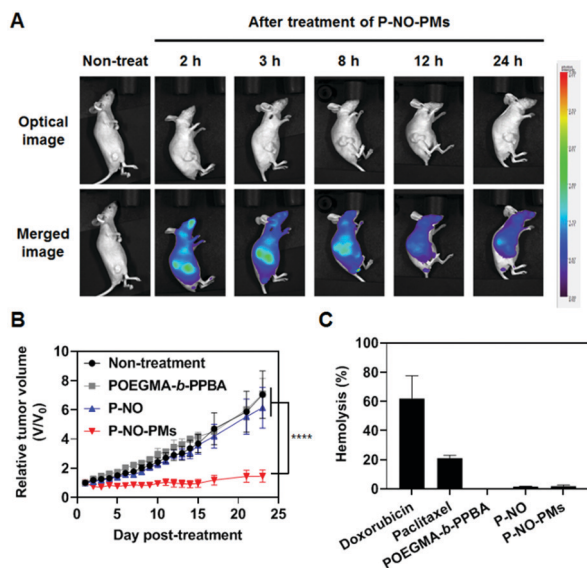 A
After treatment of P-NO-PMs
Non-treat 2 h 3 h 8 h 12 h 24 h
Optical image
Merged image
B
Relative tumor volume (V/V₀)
10
8
6
4
2
0
Non-treatment
POEGMA-b-PPBA
P-NO
P-NO-PMs
****
0 5 10 15 20 25
Day post-treatment
C
Hemolysis (%)
100
80
60
40
20
0
Doxorubicin
Paclitaxel
POEGMA-b-PPBA
P-NO
P-NO-PMs